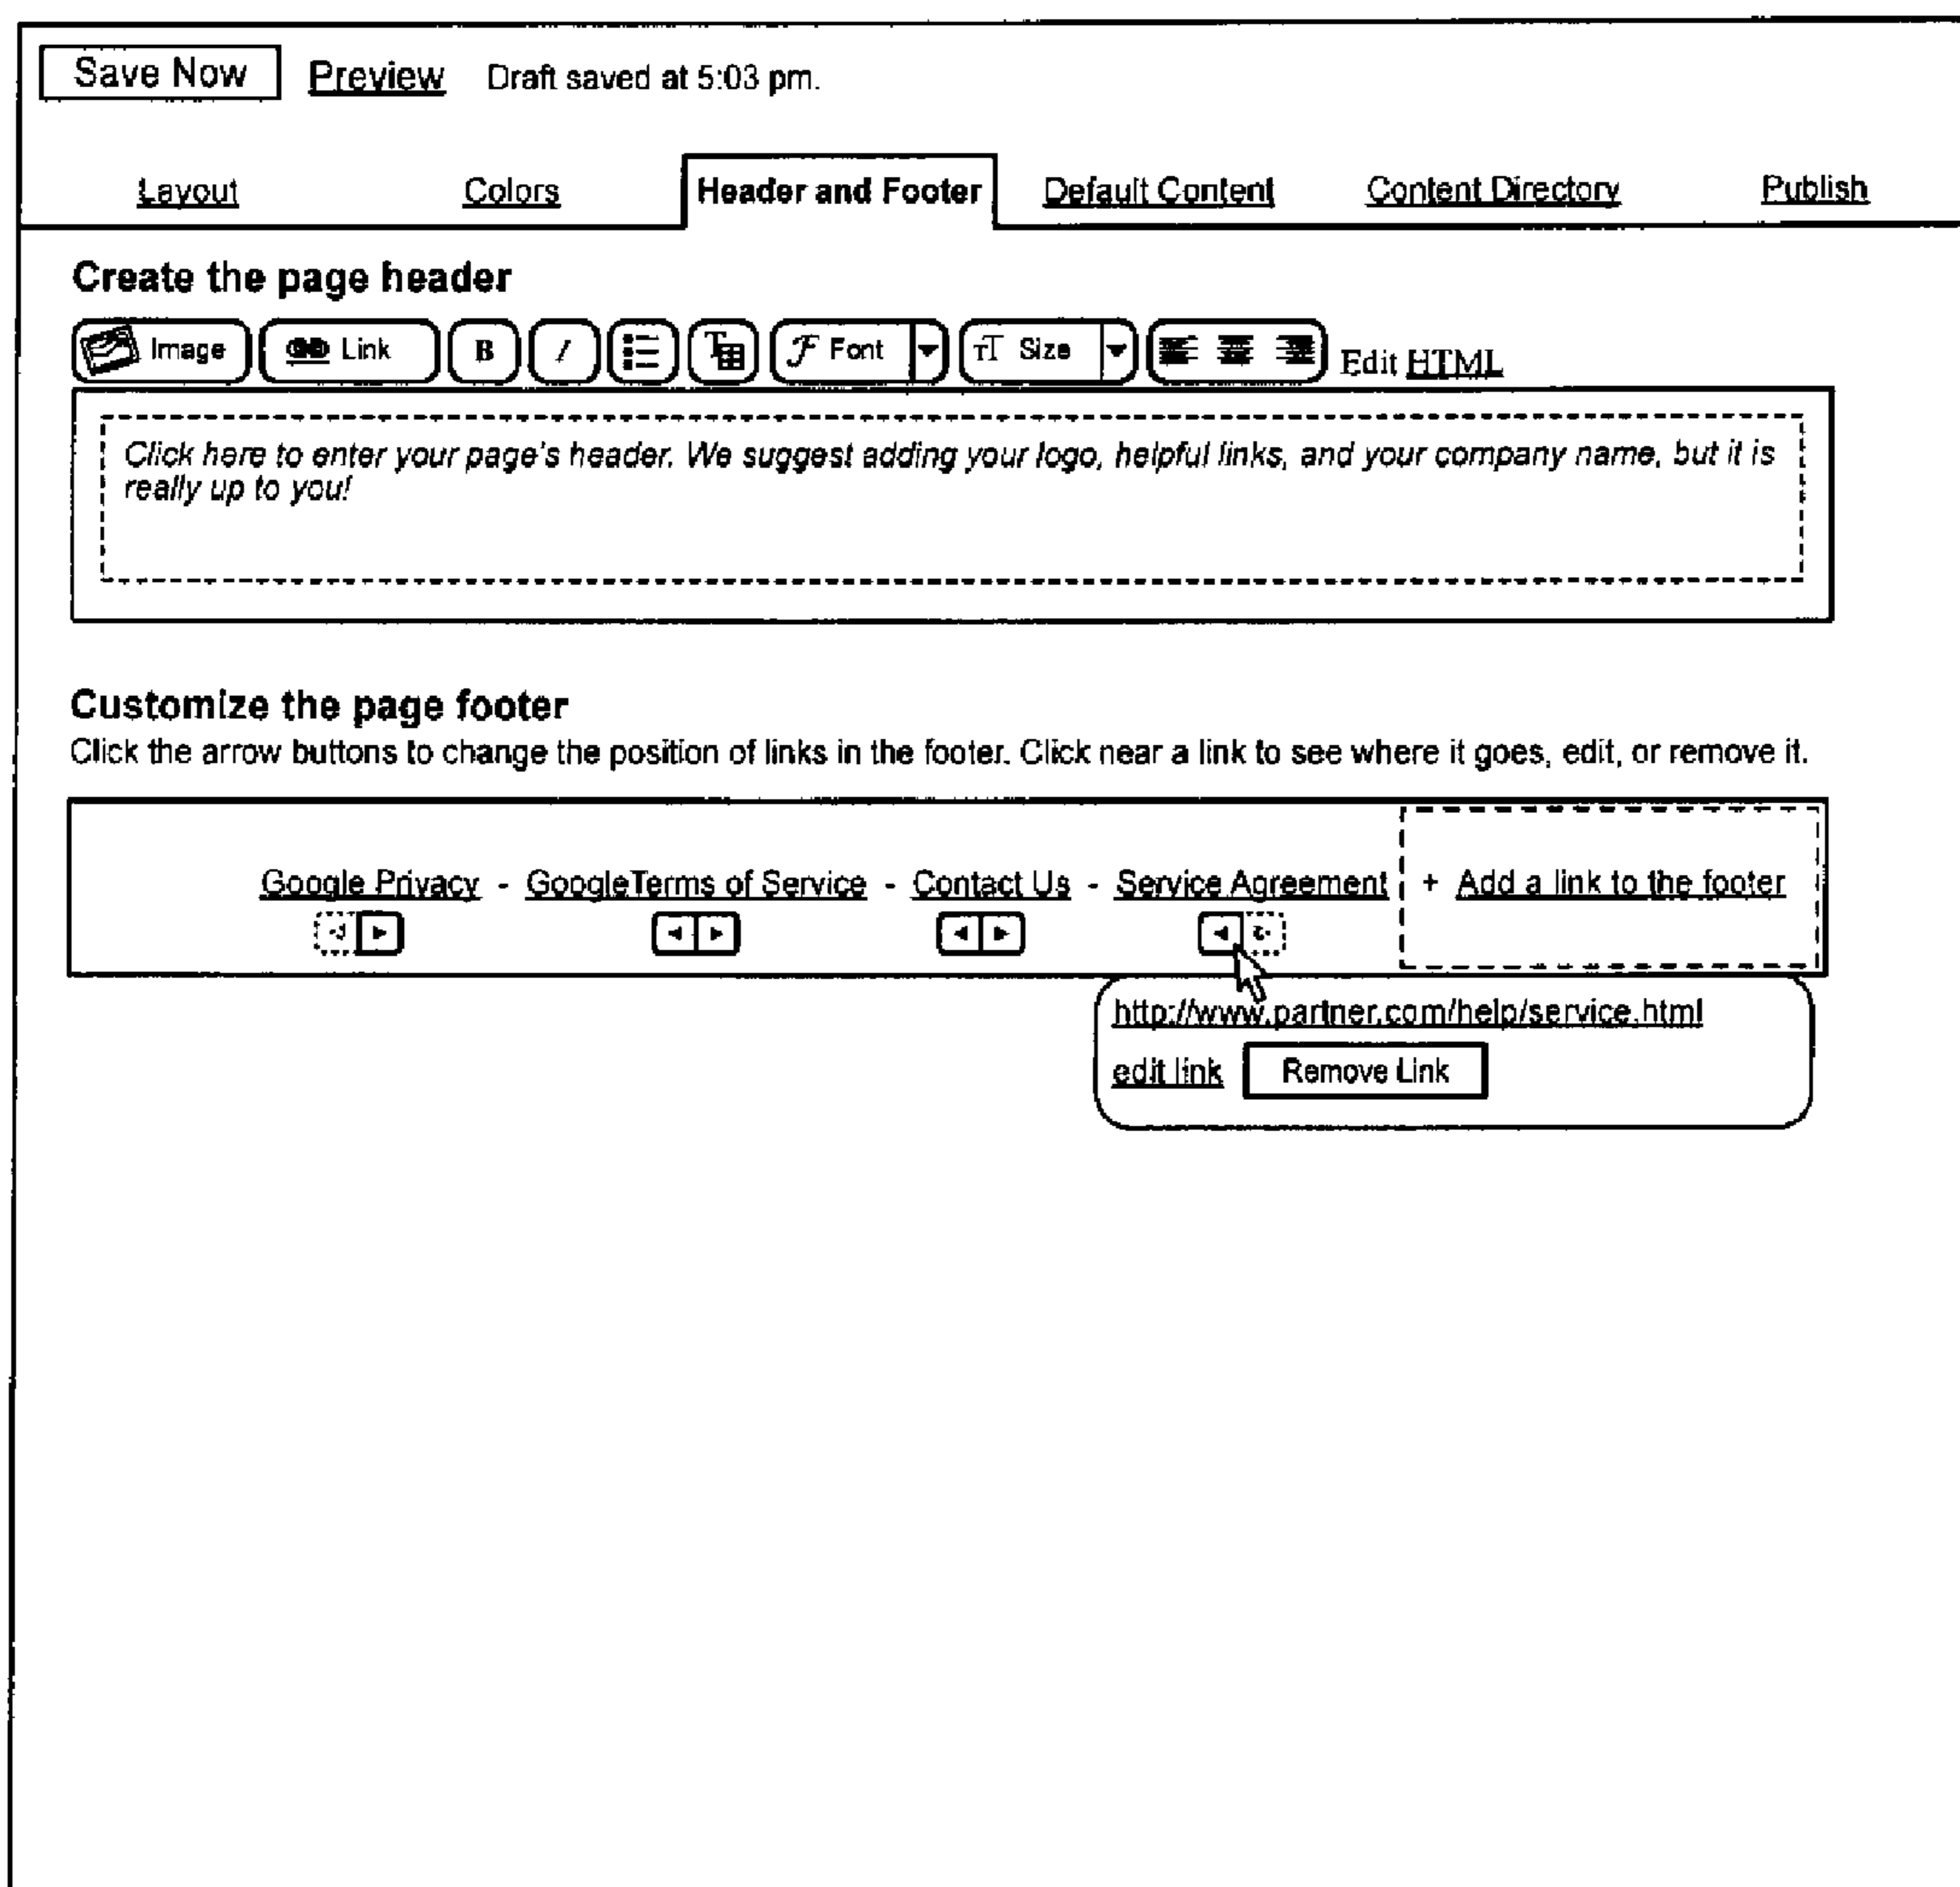 Save Now Preview Draft saved at 5:03 pm.
Layout Colors Header and Footer Default Content Content Directory Publish
Create the page header
Image Link B I T F Font TT Size Edit HTML
Click here to enter your page's header. We suggest adding your logo, helpful links, and your company name, but it is
really up to you!
Customize the page footer
Click the arrow buttons to change the position of links in the footer. Click near a link to see where it goes, edit, or remove it.
Google Privacy - GoogleTerms of Service - Contact Us - Service Agreement + Add a link to the footer
http://www.partner.com/help/service.html
edit link Remove Link